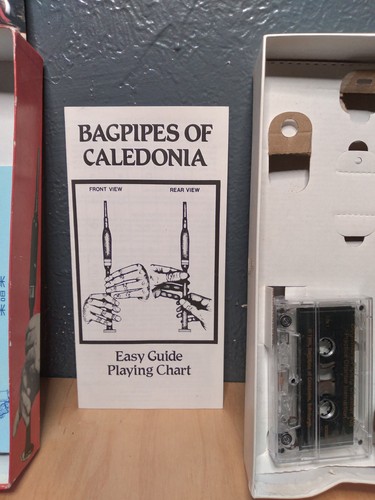 BAGPIPES OF
CALEDONIA
FRONT VIEW
REAR VIEW
Easy Guide
Playing Chart